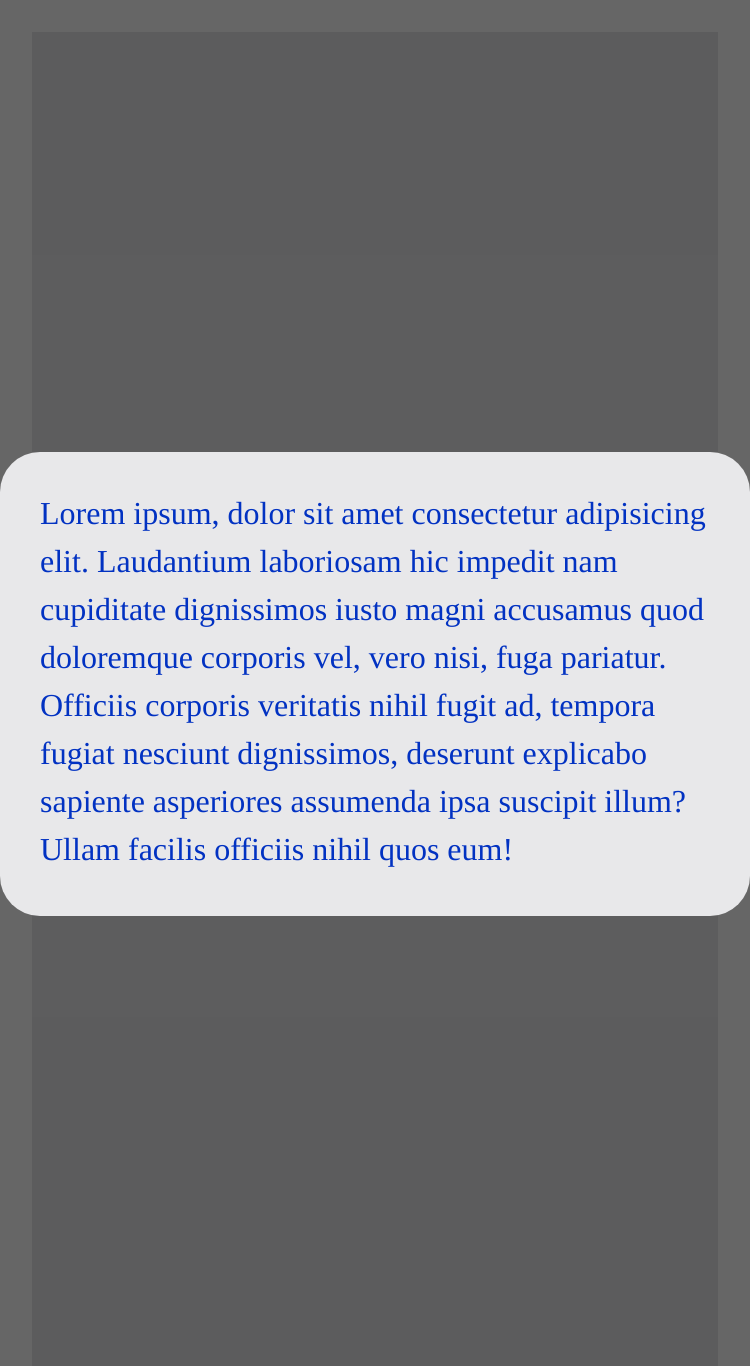 Lorem ipsum, dolor sit amet consectetur adipisicing
elit. Laudantium laboriosam hic impedit nam
cupiditate dignissimos iusto magni accusamus quod
doloremque corporis vel, vero nisi, fuga pariatur.
Officiis corporis veritatis nihil fugit ad, tempora
fugiat nesciunt dignissimos, deserunt explicabo
sapiente asperiores assumenda ipsa suscipit illum?
Ullam facilis officiis nihil quos eum!